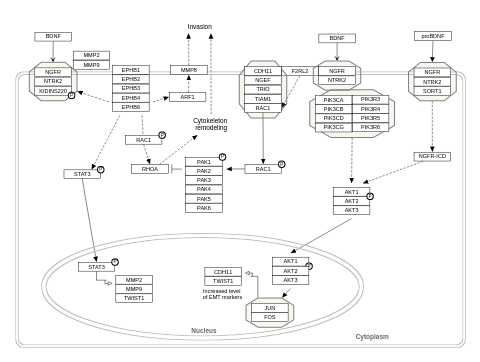 Invasion
BDNF
BDNF
proBDNF
MMP2
MMP9
NGFR
NTRK2
KIDINS220
P
EPHB1
EPHB2
EPHB3
EPHB4
EPHB6
MMP8
ARF1
CDH11
NGEF
TRIO
TIAM1
RAC1
F2RL2
NGFR
NTRK2
PIK3CA
PIK3CB
PIK3CD
PIK3CG
PIK3R3
PIK3R4
PIK3R5
PIK3R6
NGFR
NTRK2
SORT1
Cytokeleton
remodeling
RAC1
P
RHOA
STAT3
P
PAK1
PAK2
PAK3
PAK4
PAK5
PAK6
P
RAC1
P
NGFR-ICD
AKT1
AKT2
AKT3
P
STAT3
P
MMP2
MMP9
TWIST1
CDH11
TWIST1
Increased level
of EMT markers
AKT1
AKT2
AKT3
P
JUN
FOS
Nucleus
Cytoplasm